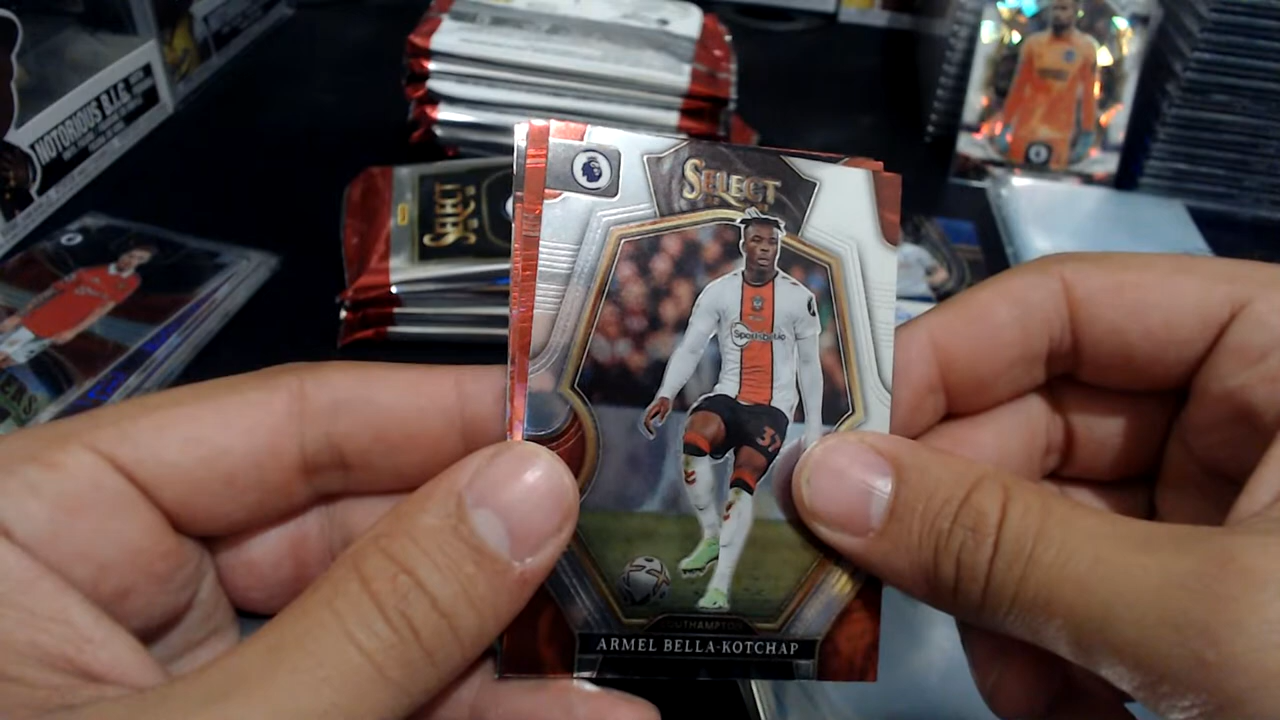 NOTORIOUS B.I.G.
SELECT
SELECT
Sportsbet.io
37
SOUTHAMPTON
ARMEL BELLA-KOTCHAP